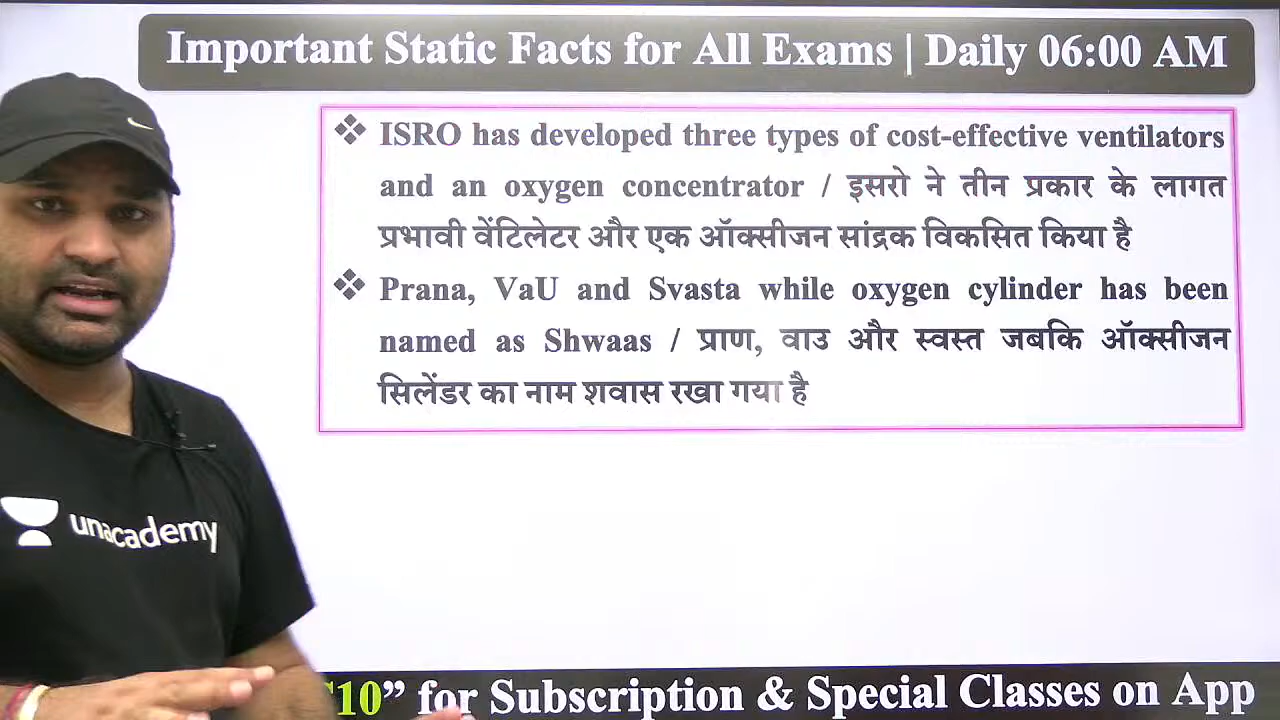 Important Static Facts for All Exams | Daily 06:00 AM
❖ ISRO has developed three types of cost-effective ventilators
and an oxygen concentrator / इसरो ने तीन प्रकार के लागत
प्रभावी वेंटिलेटर और एक ऑक्सीजन सांद्रक विकसित किया है
❖ Prana, VaU and Svasta while oxygen cylinder has been
named as Shwaas / प्राण, वाउ और स्वस्त जबकि ऑक्सीजन
सिलेंडर का नाम शवास रखा गया है
unacademy
10” for Subscription & Special Classes on App